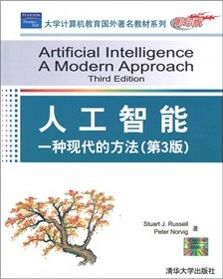 PEARSON
Prentice Hall
大学计算机教育国外著名教材系列
Artificial Intelligence
A Modern Approach
Third Edition
人工智能
一种现代的方法(第3版)
Stuart J. Russell
Peter Norvig
著
清华大学出版社